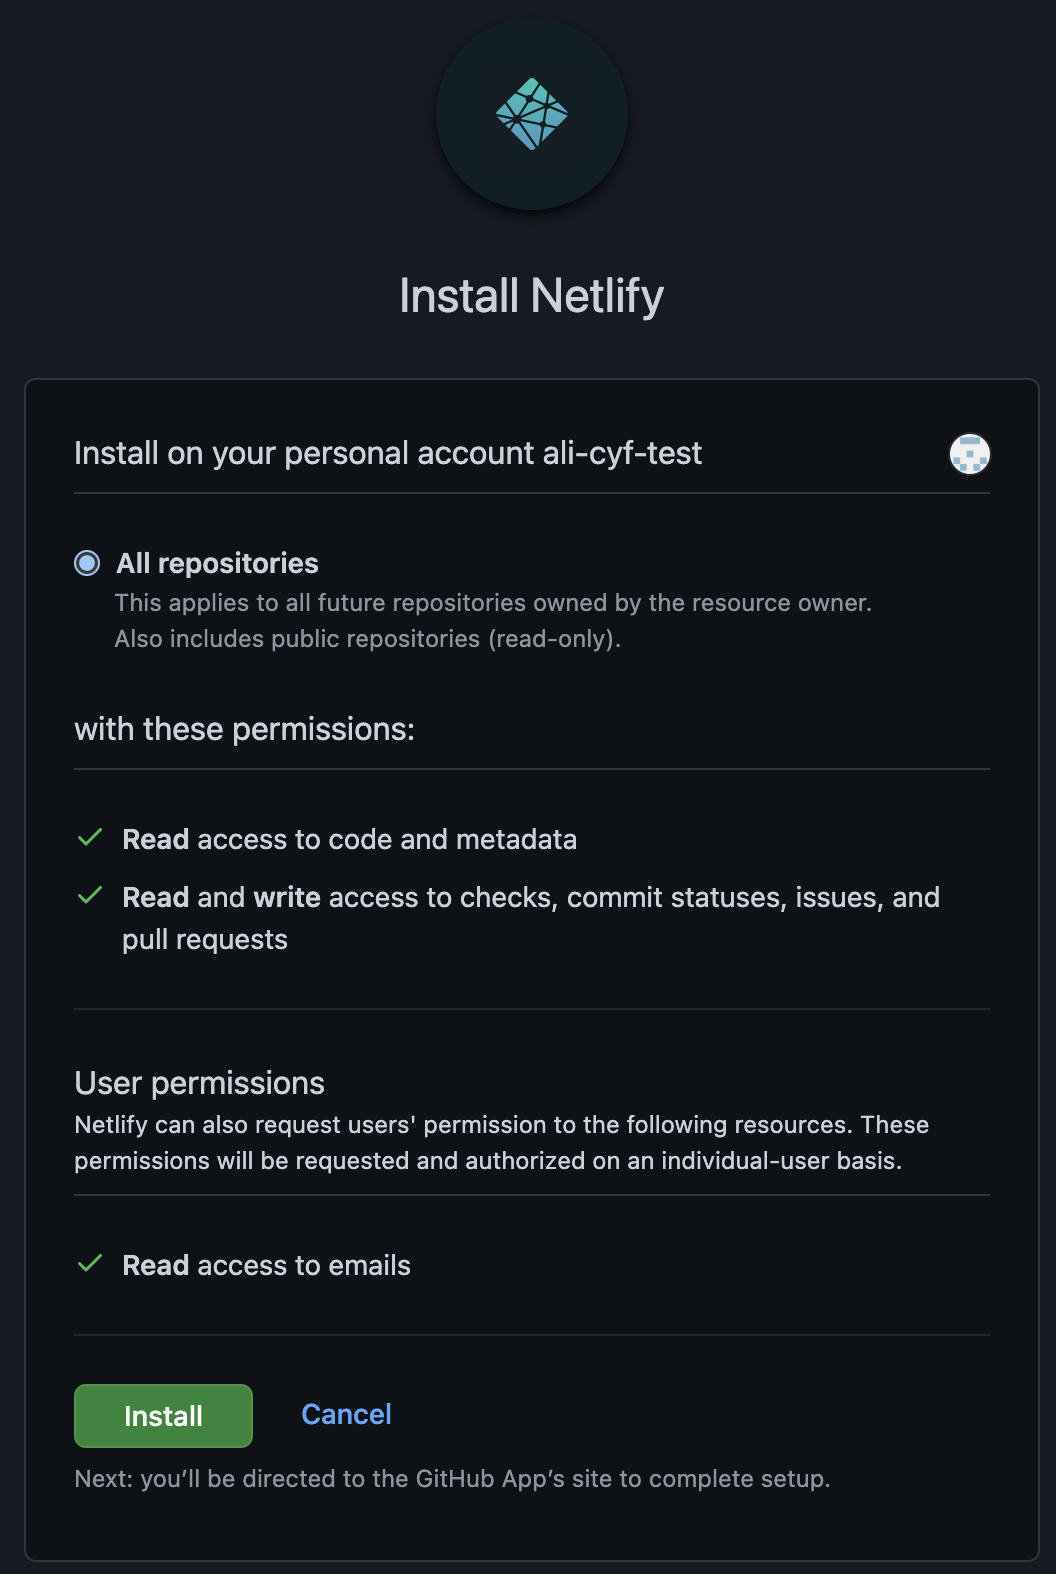 Install Netlify
Install on your personal account ali-cyf-test
All repositories
This applies to all future repositories owned by the resource owner.
Also includes public repositories (read-only).
with these permissions:
Read access to code and metadata
Read and write access to checks, commit statuses, issues, and
pull requests
User permissions
Netlify can also request users' permission to the following resources. These
permissions will be requested and authorized on an individual-user basis.
Read access to emails
Install Cancel
Next: you’ll be directed to the GitHub App’s site to complete setup.